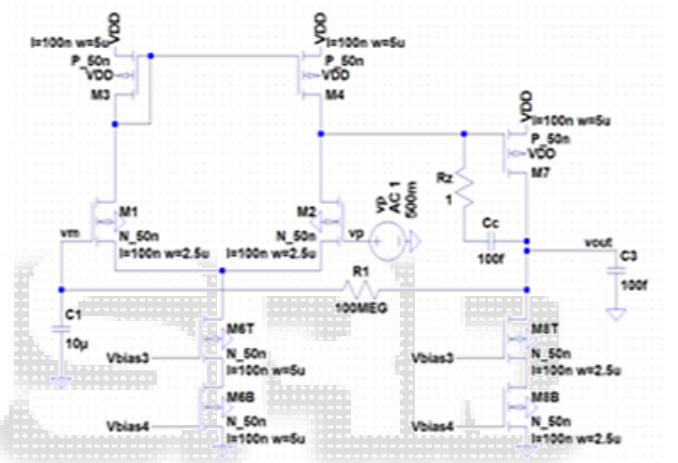 VDD
VDD
l=100n w=5u
l=100n w=5u
P_50n
P_50n
VDD
VDD
M3
M4
VDD
l=100n w=5u
P_50n
VDD
M7
Rz
1
vp
AC 1
500m
M1
M2
vm
N_50n
N_50n
vp
l=100n w=2.5u
l=100n w=2.5u
Cc
100f
vout
C3
100f
R1
100MEG
C1
10µ
M6T
M8T
N_50n
N_50n
Vbias3
Vbias3
l=100n w=5u
l=100n w=2.5u
M6B
M8B
N_50n
N_50n
Vbias4
Vbias4
l=100n w=5u
l=100n w=2.5u